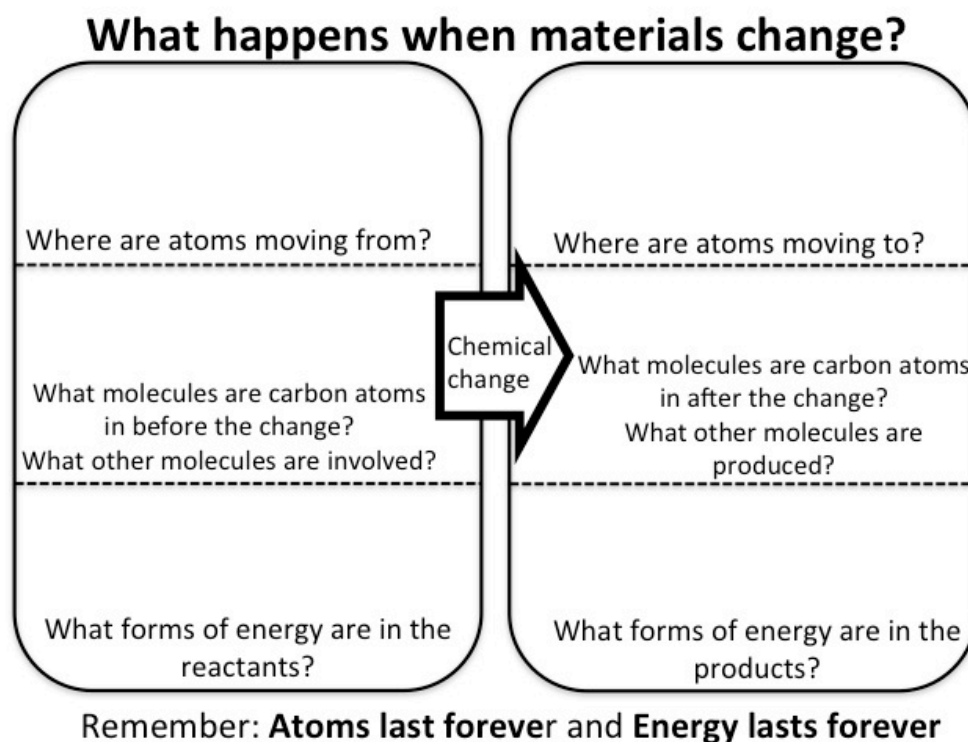 What happens when materials change?
Where are atoms moving from?
What molecules are carbon atoms
in before the change?
What other molecules are involved?
What forms of energy are in the
reactants?
Chemical
change
Where are atoms moving to?
What molecules are carbon atoms
in after the change?
What other molecules are
produced?
What forms of energy are in the
products?
Remember: Atoms last forever and Energy lasts forever